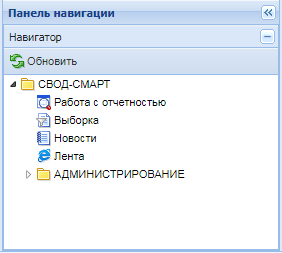 Панель навигации
Навигатор
Обновить
СВОД-СМАРТ
Работа с отчетностью
Выборка
Новости
Лента
АДМИНИСТРИРОВАНИЕ